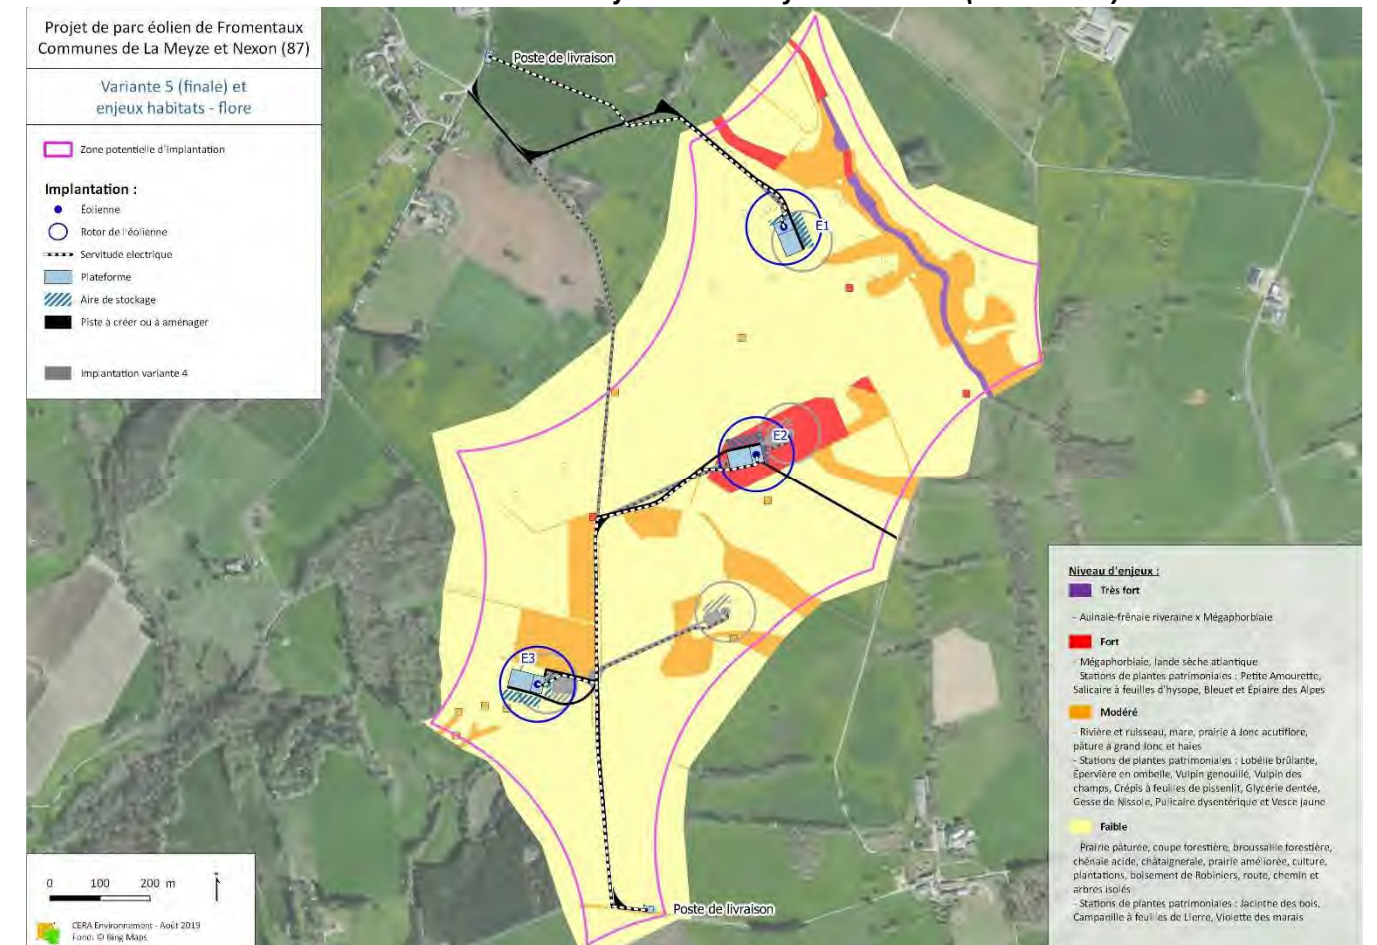 Projet de parc éolien de Fromentaux
Communes de La Meyze et Nexon (87)
Variante 5 (finale) et
enjeux habitats - flore
Zone potentielle d'implantation
Implantation :
Éolienne
Rotor de l'éolienne
Servitude electrique
Plateforme
Aire de stockage
Piste à créer ou à aménager
Implantation variante 4
Poste de livraison
E1
E2
E3
Poste de livraison
Niveau d'enjeux :
Très fort
- Aulnaie-frênaie riveraine x Mégaphorbiaie
Fort
- Mégaphorbiaie, lande sèche atlantique
- Stations de plantes patrimoniales : Petite Amourette,
Salicaire à feuilles d'hysope, Bleuet et Épiaire des Alpes
Modéré
- Rivière et ruisseau, mare, prairie à Jonc acutiflore,
pâture à grand Jonc et haies
- Stations de plantes patrimoniales : Lobélie brûlante,
Épervière en ombelle, Vulpin genouillé, Vulpin des
champs, Crépis à feuilles de pissenlit, Glycérie dentée,
Gesse de Nissole, Pulicaire dysentérique et Vesce jaune
Faible
- Prairie pâturée, coupe forestière, broussaille forestière,
chênaie acide, châtaigneraie, prairie améliorée, culture,
plantations, boisement de Robiniers, route, chemin et
arbres isolés
- Stations de plantes patrimoniales : Jacinthe des bois,
Campanille à feuilles de Lierre, Violette des marais
0 100 200 m
CERA Environnement - Août 2019
Fond: © Bing Maps